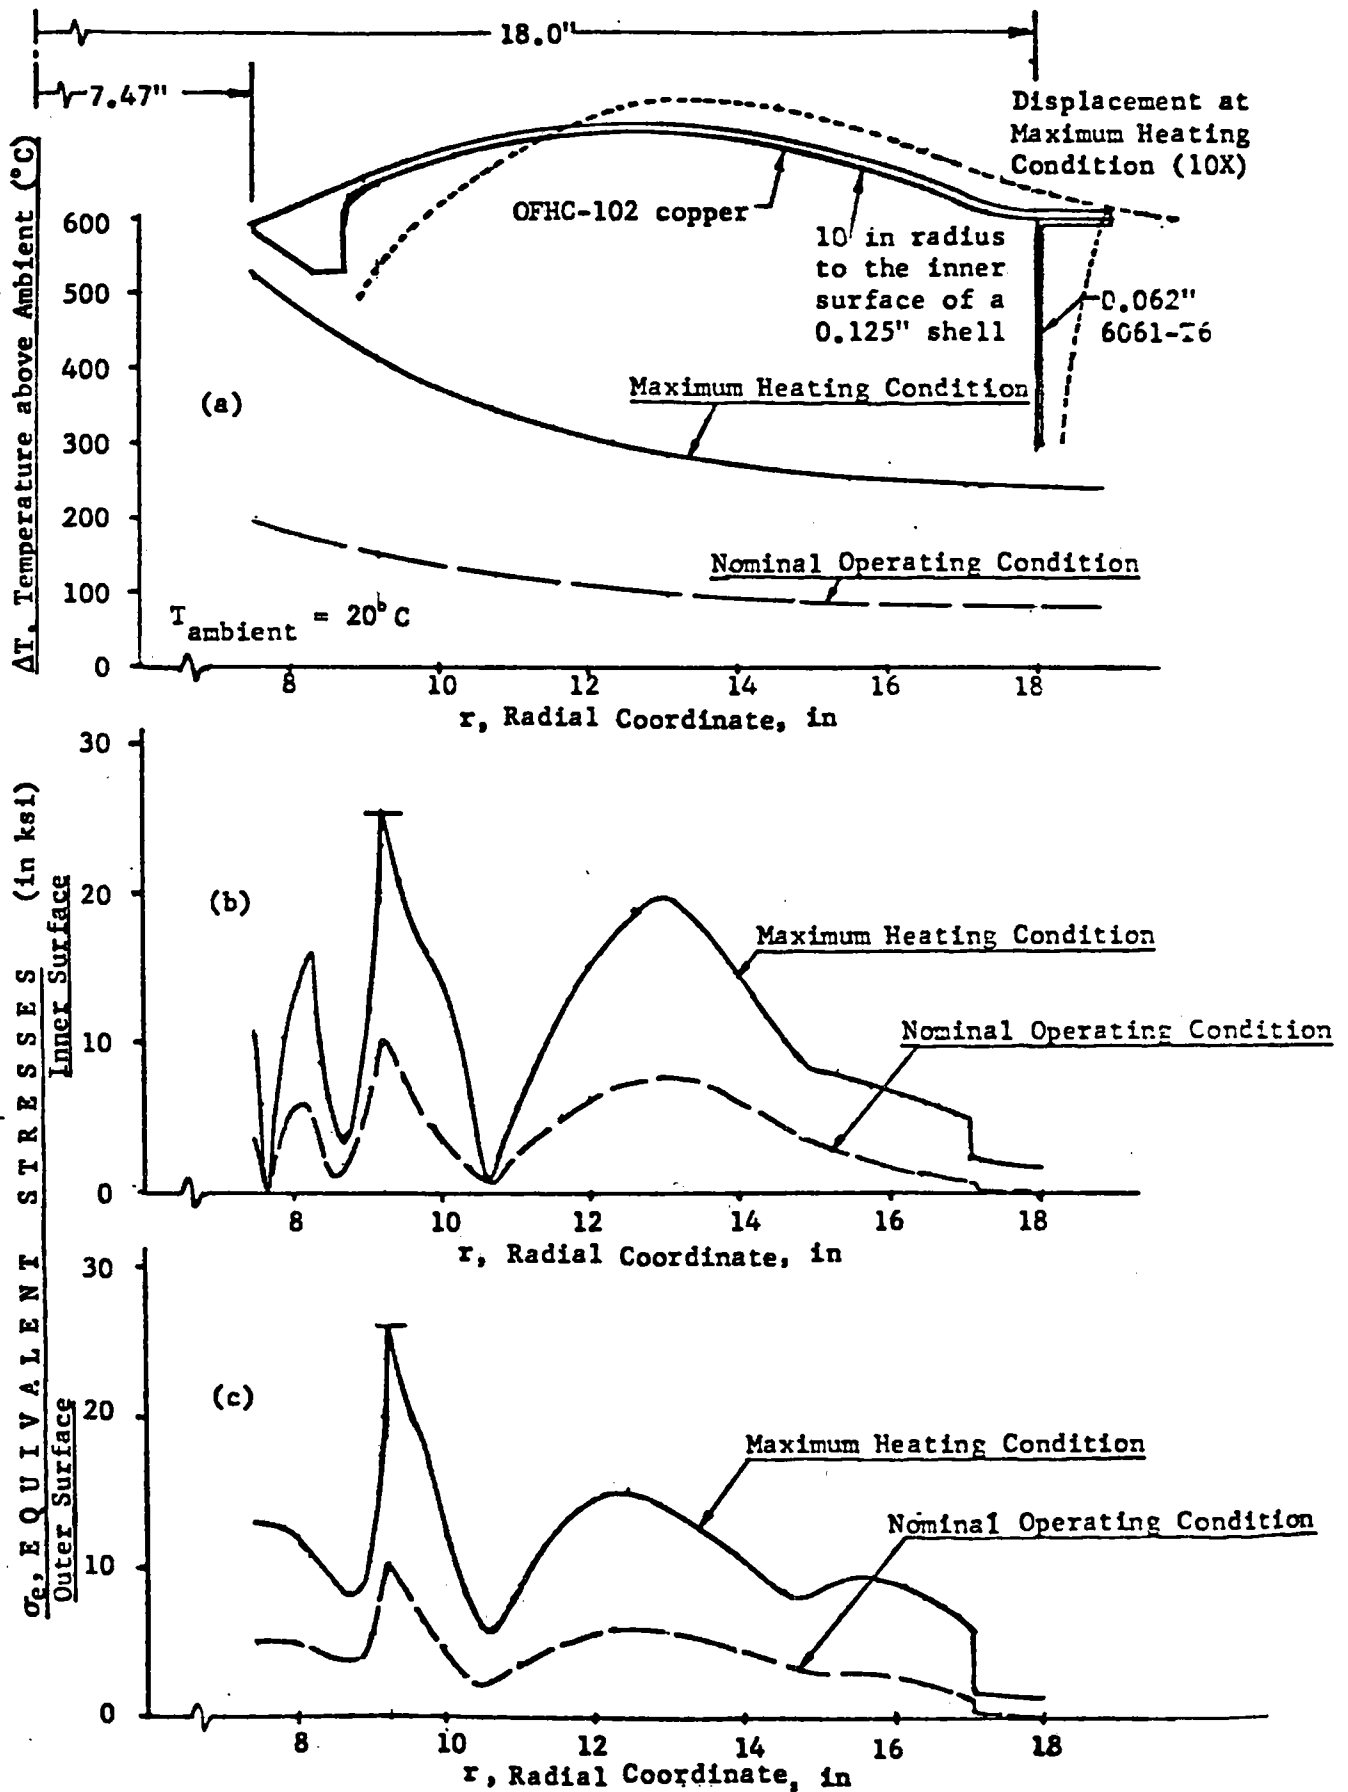 18.0"
7.47"
Displacement at
Maximum Heating
Condition (10X)
OFHC-102 copper
10 in radius
to the inner
surface of a
0.125" shell
0.062"
6061-T6
ΔT, Temperature above Ambient (°C)
600
500
400
300
200
100
0
(a)
Maximum Heating Condition
Nominal Operating Condition
T ambient = 20°C
8 10 12 14 16 18
r, Radial Coordinate, in
σe, EQUIVALENT STRESSES (in ksi)
Inner Surface
30
20
10
0
(b)
Maximum Heating Condition
Nominal Operating Condition
8 10 12 14 16 18
r, Radial Coordinate, in
Outer Surface
30
20
10
0
(c)
Maximum Heating Condition
Nominal Operating Condition
8 10 12 14 16 18
r, Radial Coordinate, in